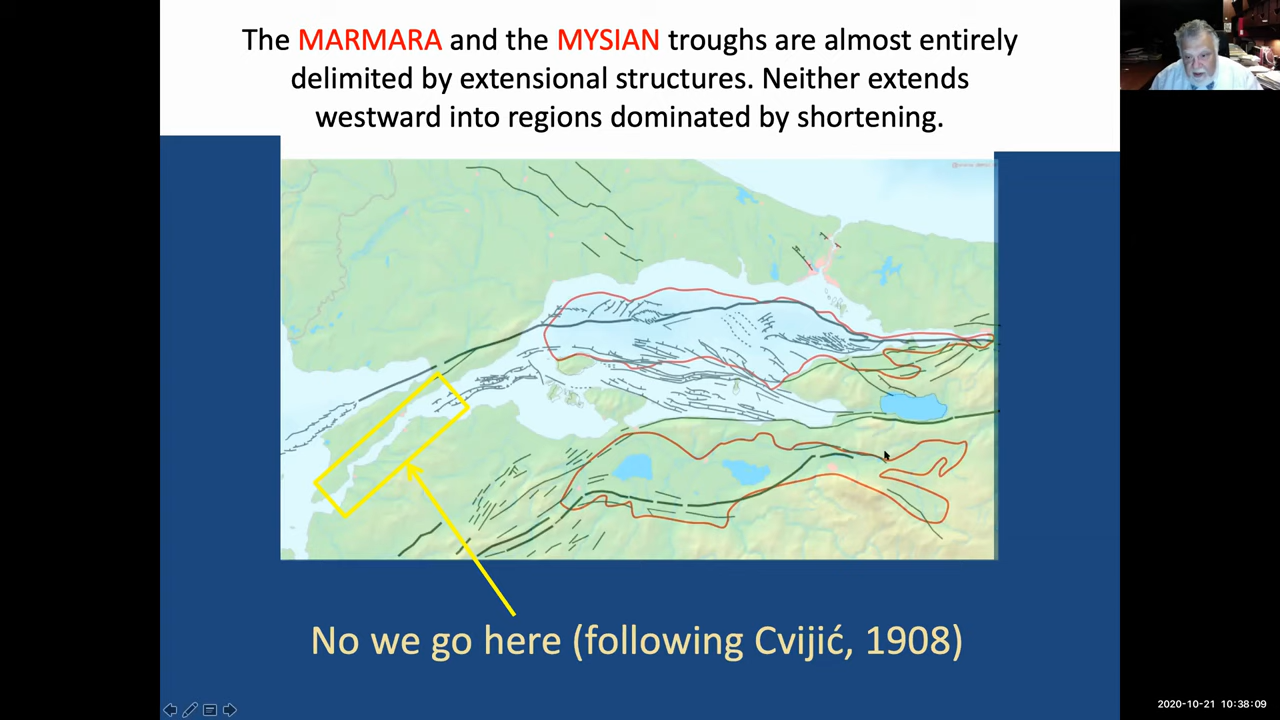 The MARMARA and the MYSIAN troughs are almost entirely
delimited by extensional structures. Neither extends
westward into regions dominated by shortening.
No we go here (following Cvijić, 1908)
2020-10-21 10:38:09